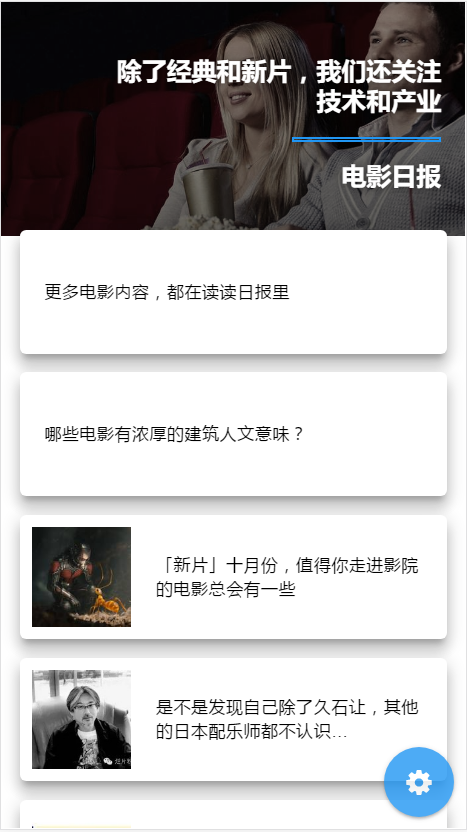 除了经典和新片，我们还关注
技术和产业
电影日报
更多电影内容，都在读读日报里
哪些电影有浓厚的建筑人文意味？
「新片」十月份，值得你走进影院
的电影总会有一些
是不是发现自己除了久石让，其他
的日本配乐师都不认识...